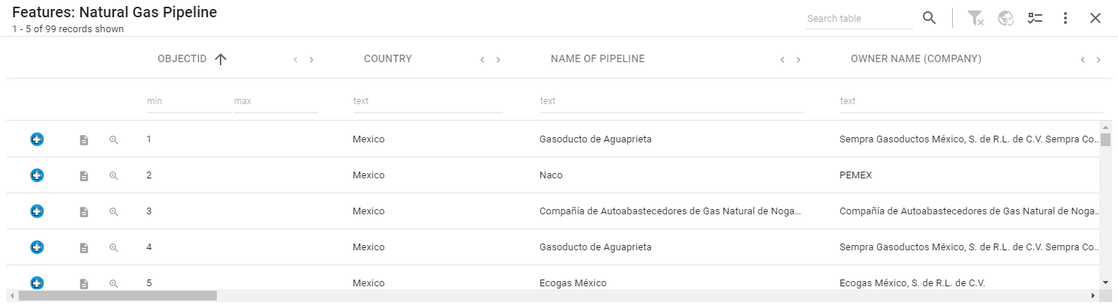 Features: Natural Gas Pipeline
1 - 5 of 99 records shown
Search table
OBJECTID COUNTRY NAME OF PIPELINE OWNER NAME (COMPANY)
min max text text text
1 Mexico Gasoducto de Aguaprieta Sempra Gasoductos México, S. de R.L. de C.V. Sempra Co...
2 Mexico Naco PEMEX
3 Mexico Compañía de Autoabastecedores de Gas Natural de Noga... Compañía de Autoabastecedores de Gas Natural de Noga...
4 Mexico Gasoducto de Aguaprieta Sempra Gasoductos México, S. de R.L. de C.V. Sempra Co...
5 Mexico Ecogas México Ecogas México, S. de R.L. de C.V.